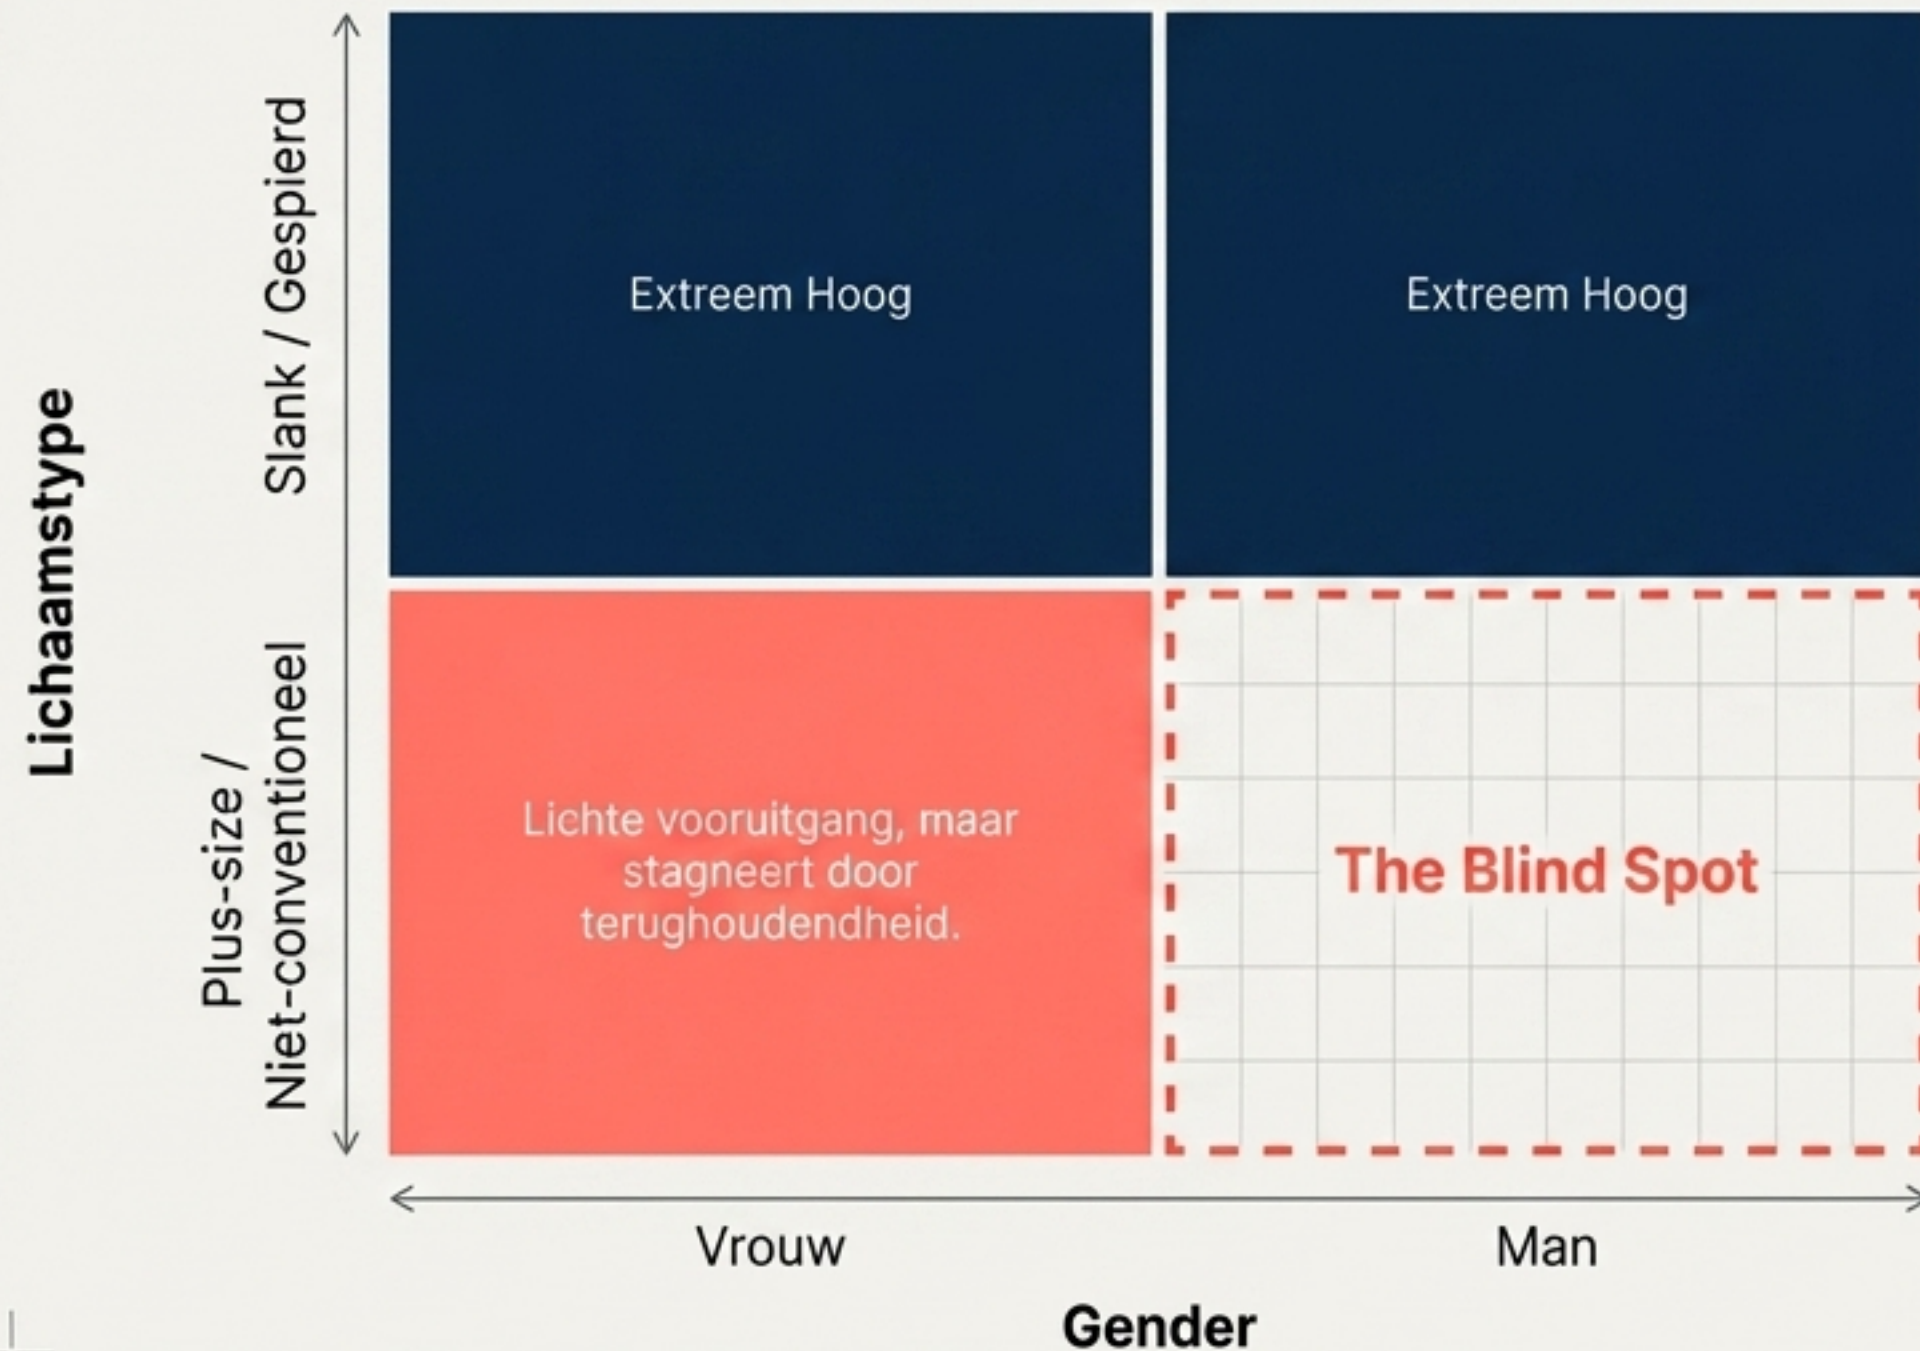 Lichaamstype
Slank / Gespierd
Plus-size /
Niet-conventioneel
Extreem Hoog
Extreem Hoog
Lichte vooruitgang, maar
stagneert door
terughoudendheid.
The Blind Spot
Vrouw
Man
Gender